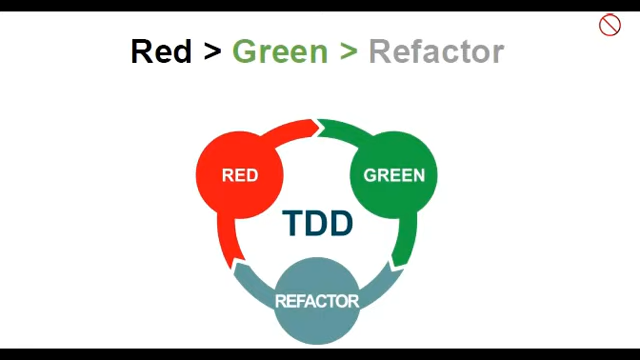 Red > Green > Refactor
RED
GREEN
TDD
REFACTOR